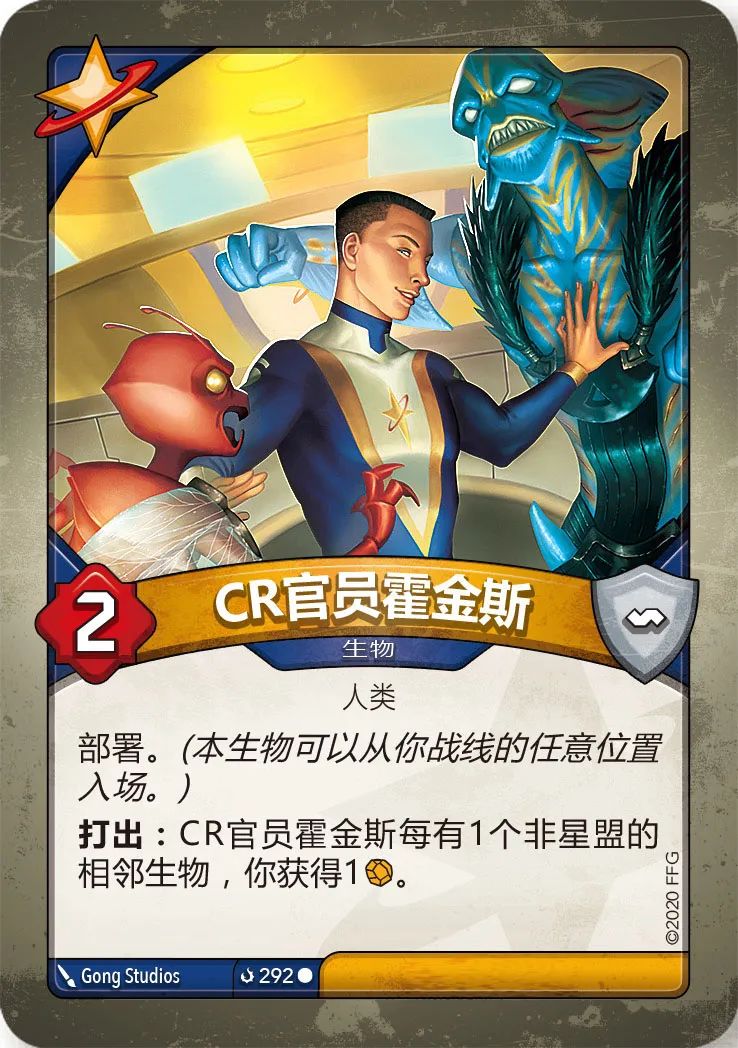 CR官员霍金斯
2
生物
人类
部署。(本生物可以从你战线的任意位置
入场。)
打出：CR官员霍金斯每有1个非星盟的
相邻生物，你获得1。
©2020 FFG
Gong Studios
292